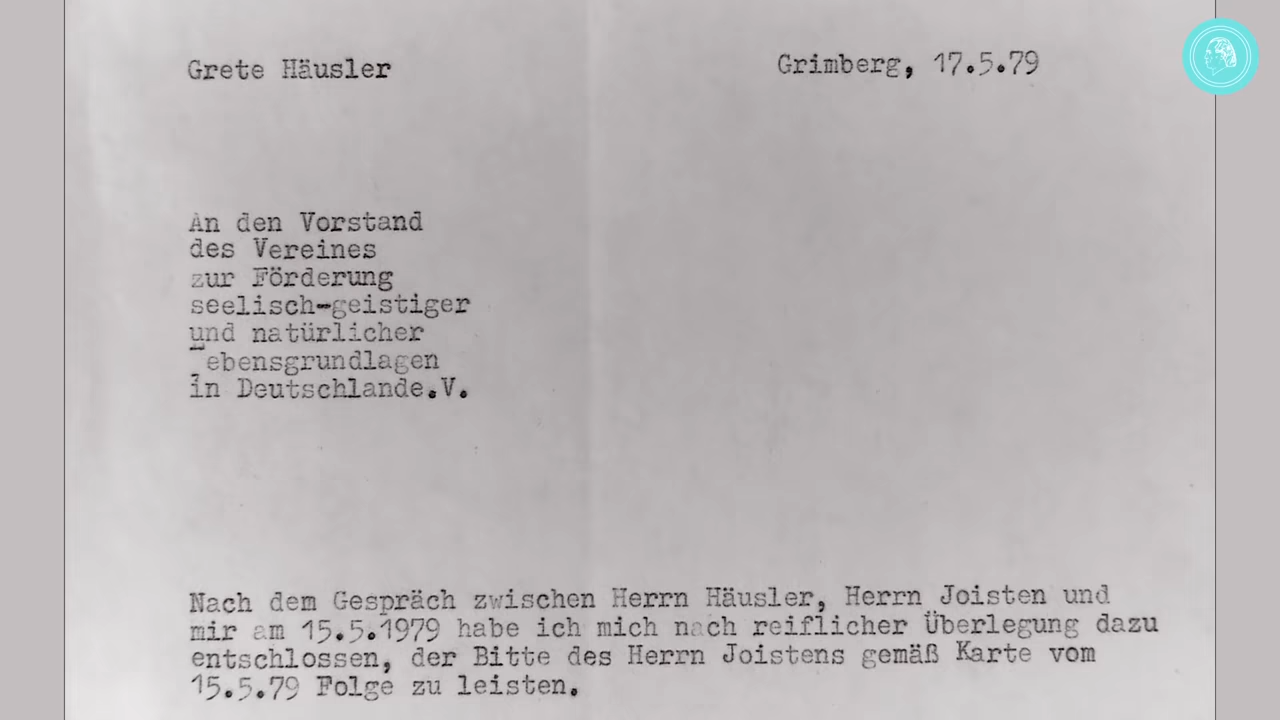 Grete Häusler
Grimberg, 17.5.79
An den Vorstand
des Vereines
zur Förderung
seelisch-geistiger
und natürlicher
Lebensgrundlagen
in Deutschlande.V.
Nach dem Gespräch zwischen Herrn Häusler, Herrn Joisten und
mir am 15.5.1979 habe ich mich nach reiflicher Überlegung dazu
entschlossen, der Bitte des Herrn Joistens gemäß Karte vom
15.5.79 Folge zu leisten.